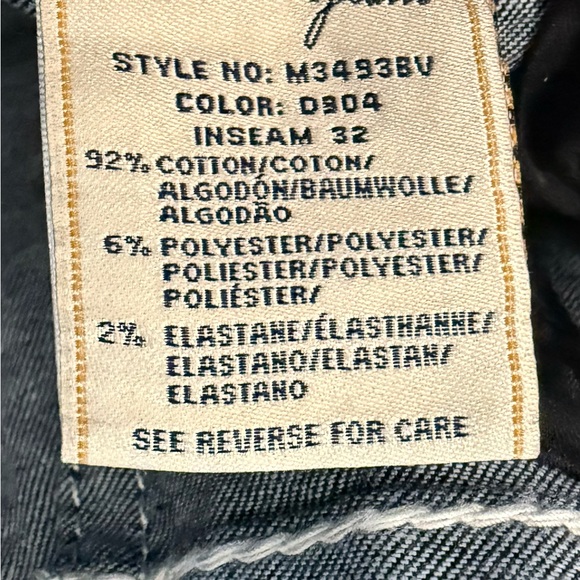 Jeans
STYLE NO: M3493BV
COLOR: D904
INSEAM 32
92% COTTON/COTON/
ALGODÓN/BAUMWOLLE/
ALGODÃO
6% POLYESTER/POLYESTER/
POLIESTER/POLYESTER/
POLIÉSTER/
2% ELASTANE/ÉLASTHANNE/
ELASTANO/ELASTAN/
ELASTANO
SEE REVERSE FOR CARE